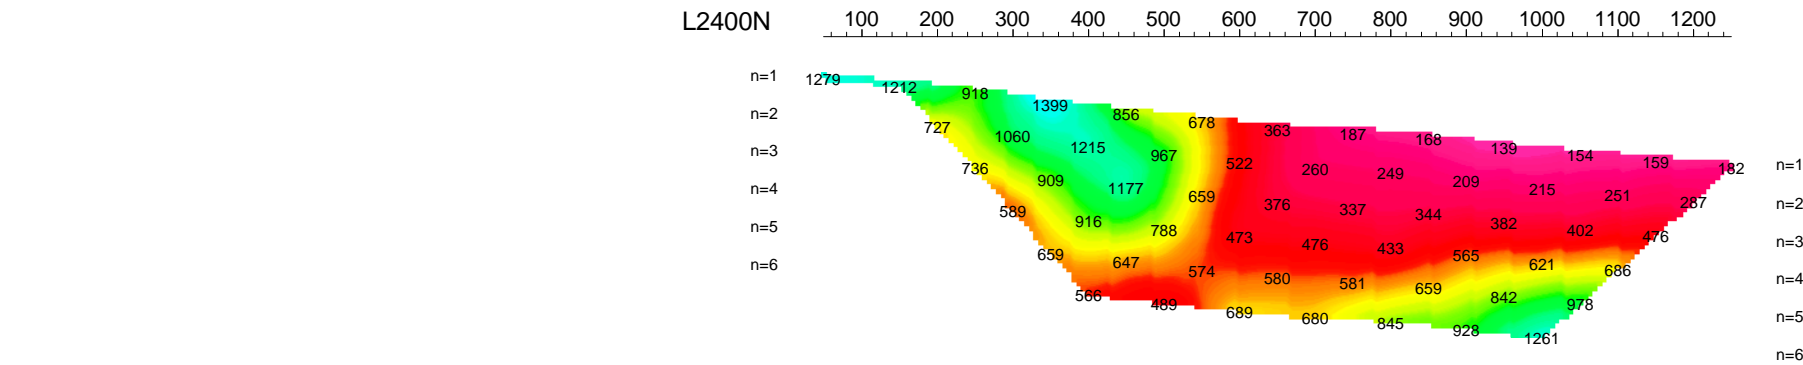 L2400N 100 200 300 400 500 600 700 800 900 1000 1100 1200
n=1 1279 1212 918 1399 856 678 363 187 168 139 154 159 182 n=1
n=2 727 1060 1215 967 522 260 249 209 215 251 287 n=2
n=3 736 909 1177 659 376 337 344 382 402 476 n=3
n=4 589 916 788 473 476 433 565 621 686 n=4
n=5 659 647 574 580 581 659 842 978 n=5
n=6 566 489 689 680 845 928 1261 n=6